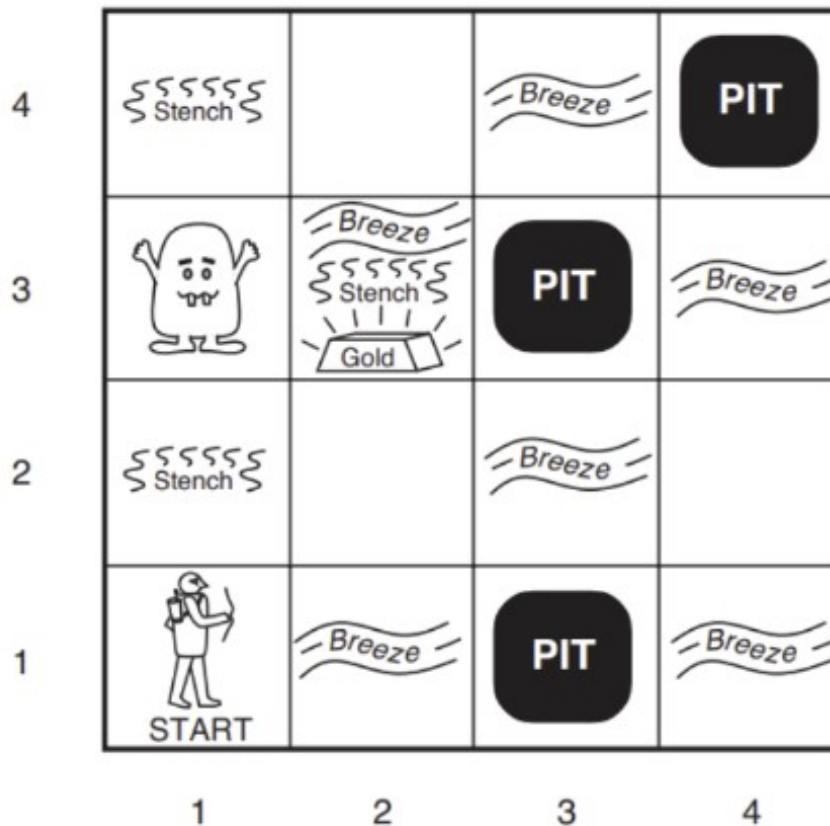 4
Stench
Breeze
PIT
3
Breeze
Stench
Gold
PIT
Breeze
2
Stench
Breeze
1
START
Breeze
PIT
Breeze
1 2 3 4